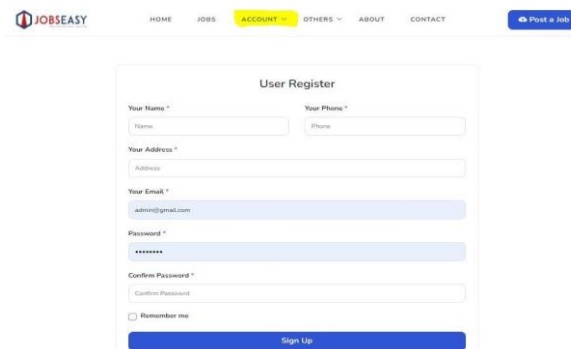 JOBSEASY HOME JOBS ACCOUNT OTHERS ABOUT CONTACT Post a Job
User Register
Your Name * Your Phone *
Name Phone
Your Address *
Address
Your Email *
admin@gmail.com
Password *
••••••••
Confirm Password *
Confirm Password
Remember me
Sign Up